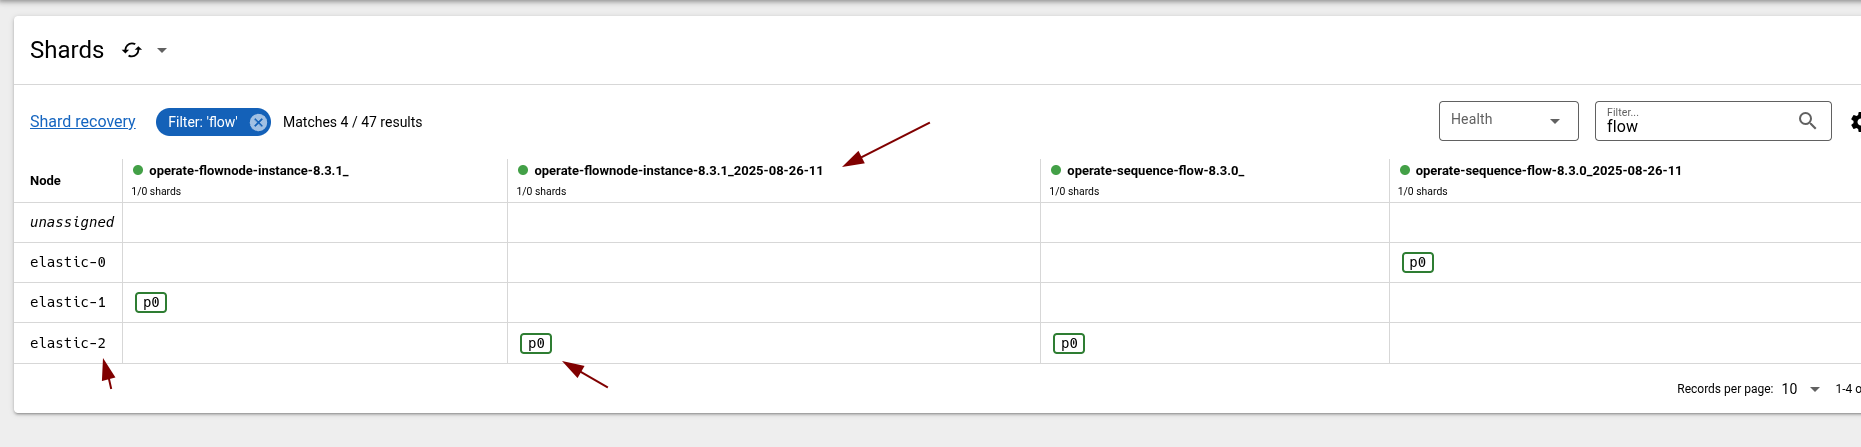 Shards
Shard recovery Filter: 'flow' Matches 4 / 47 results Health Filter... flow
Node operate-flownode-instance-8.3.1_ operate-flownode-instance-8.3.1_2025-08-26-11 operate-sequence-flow-8.3.0_ operate-sequence-flow-8.3.0_2025-08-26-11
1/0 shards 1/0 shards 1/0 shards 1/0 shards
unassigned
elastic-0 p0
elastic-1 p0
elastic-2 p0 p0
Records per page: 10 1-4 o